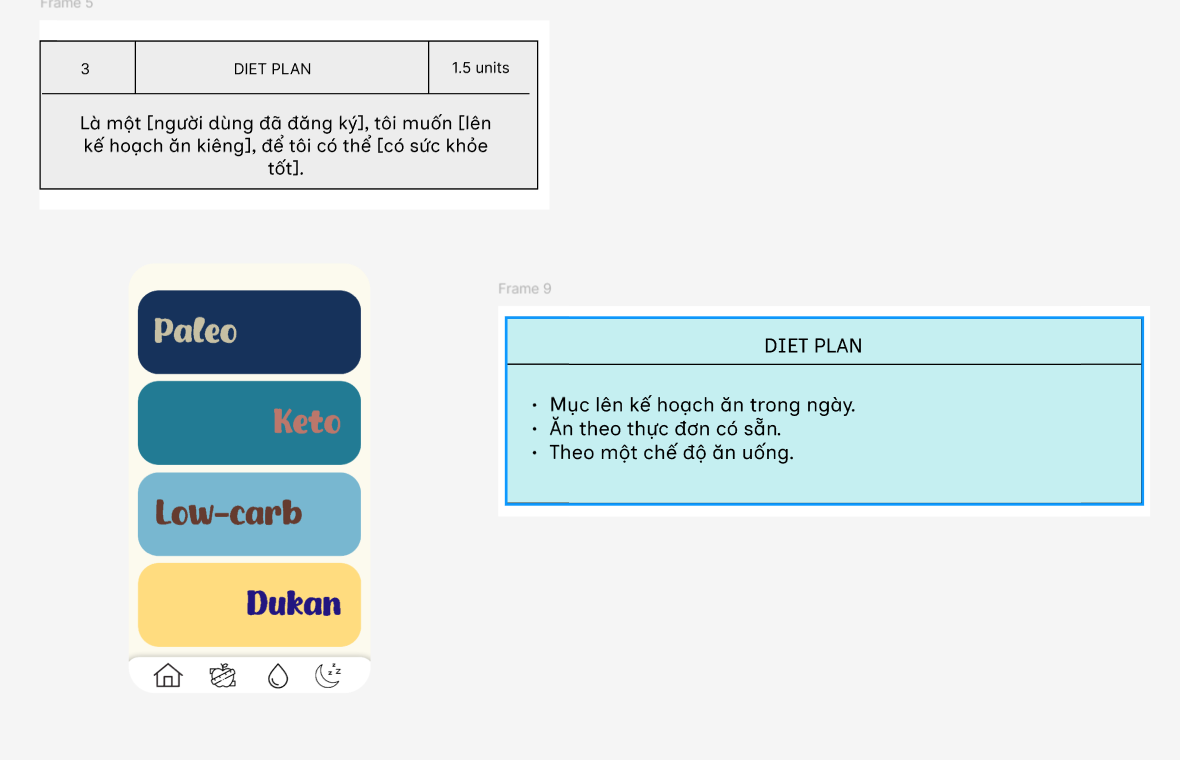 Frame 5
3
DIET PLAN
1.5 units
Là một [người dùng đã đăng ký], tôi muốn [lên
kế hoạch ăn kiêng], để tôi có thể [có sức khỏe
tốt].
Paleo
Keto
Low-carb
Dukan
z
z
z
Frame 9
DIET PLAN
• Mục lên kế hoạch ăn trong ngày.
• Ăn theo thực đơn có sẵn.
• Theo một chế độ ăn uống.